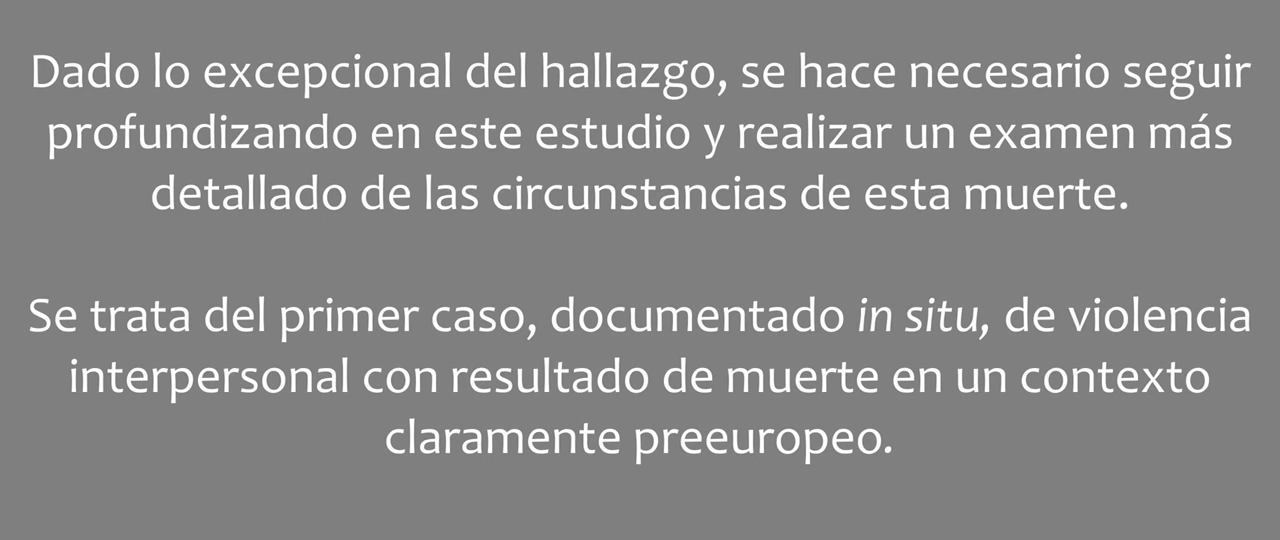 Dado lo excepcional del hallazgo, se hace necesario seguir
profundizando en este estudio y realizar un examen más
detallado de las circunstancias de esta muerte.
Se trata del primer caso, documentado in situ, de violencia
interpersonal con resultado de muerte en un contexto
claramente preeuropeo.